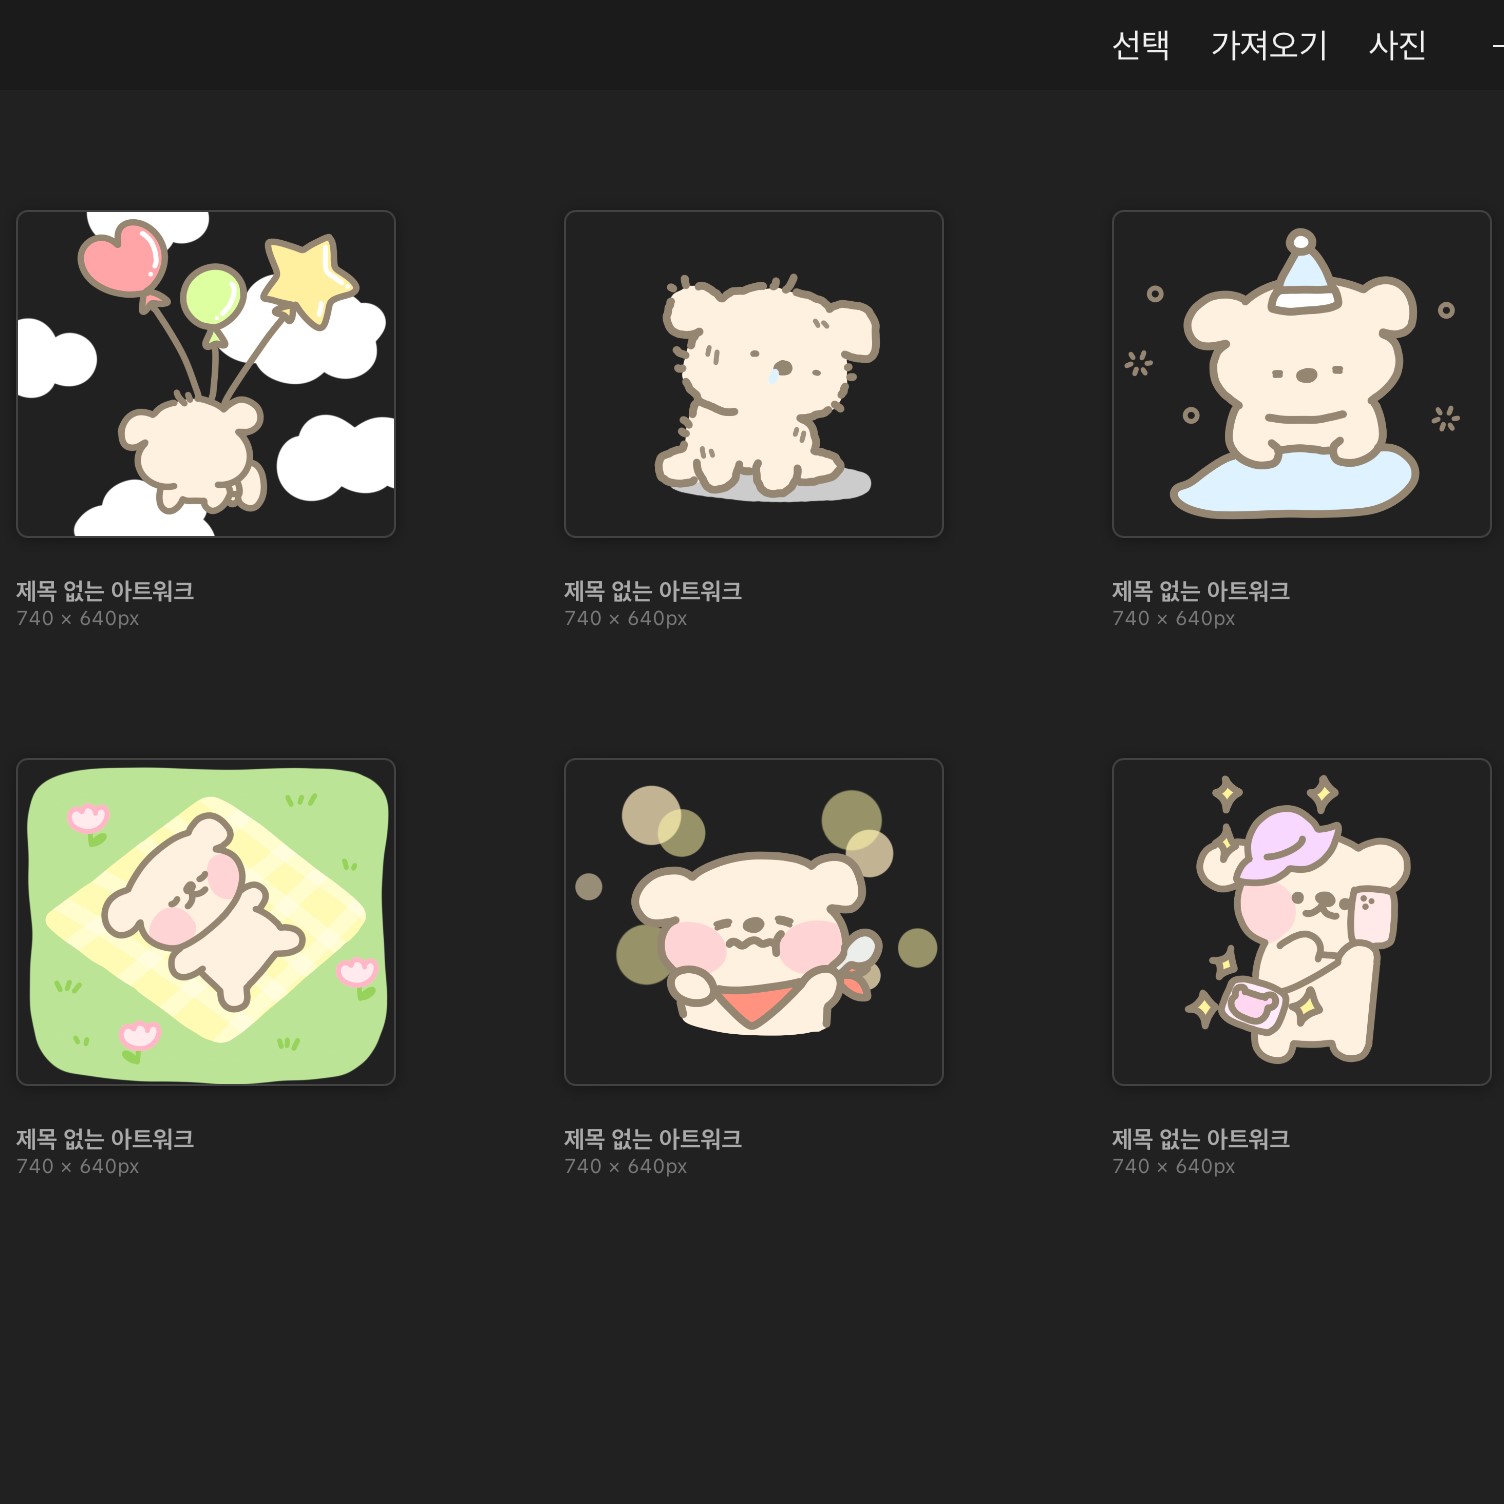 선택 가져오기 사진
제목 없는 아트워크 제목 없는 아트워크 제목 없는 아트워크
740 × 640px 740 × 640px 740 × 640px
제목 없는 아트워크 제목 없는 아트워크 제목 없는 아트워크
740 × 640px 740 × 640px 740 × 640px